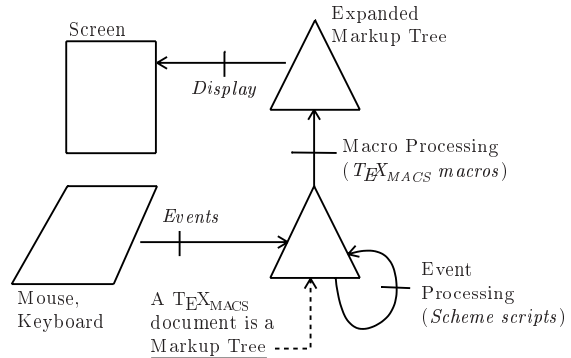 Screen
Expanded
Markup Tree
Display
Macro Processing
(TEXMACS macros)
Events
Mouse,
Keyboard
A TEXMACS
document is a
Markup Tree
Event
Processing
(Scheme scripts)